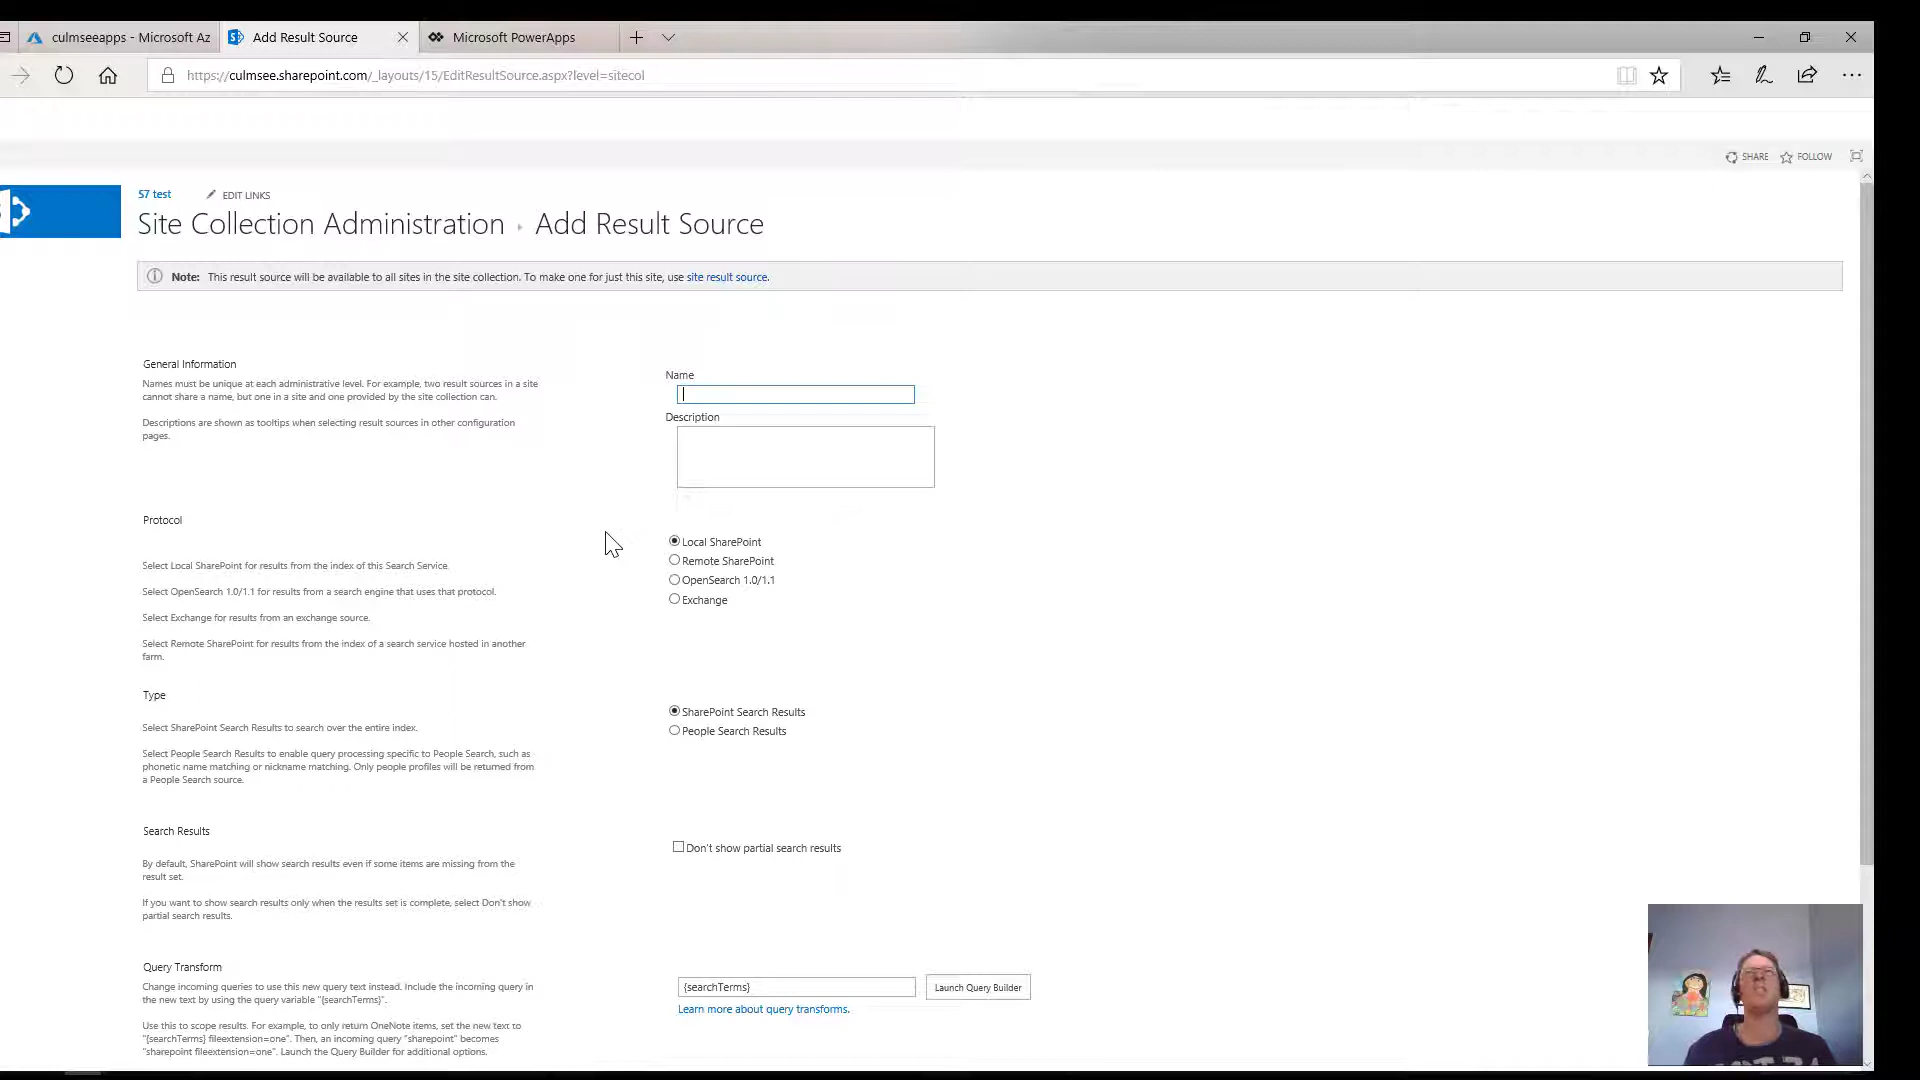 culmseeapps - Microsoft Az
Add Result Source
Microsoft PowerApps
https://culmsee.sharepoint.com/_layouts/15/EditResultSource.aspx?level=sitecol
SHARE
FOLLOW
57 test
EDIT LINKS
Site Collection Administration
Add Result Source
Note: This result source will be available to all sites in the site collection. To make one for just this site, use site result source.
General Information
Names must be unique at each administrative level. For example, two result sources in a site
cannot share a name, but one in a site and one provided by the site collection can.
Descriptions are shown as tooltips when selecting result sources in other configuration
pages.
Name
Description
Protocol
Select Local SharePoint for results from the index of this Search Service.
Select OpenSearch 1.0/1.1 for results from a search engine that uses that protocol.
Select Exchange for results from an exchange source.
Select Remote SharePoint for results from the index of a search service hosted in another
farm.
Local SharePoint
Remote SharePoint
OpenSearch 1.0/1.1
Exchange
Type
Select SharePoint Search Results to search over the entire index.
Select People Search Results to enable query processing specific to People Search, such as
phonetic name matching or nickname matching. Only people profiles will be returned from
a People Search source.
SharePoint Search Results
People Search Results
Search Results
By default, SharePoint will show search results even if some items are missing from the
result set.
If you want to show search results only when the results set is complete, select Don't show
partial search results.
Don't show partial search results
Query Transform
Change incoming queries to use this new query text instead. Include the incoming query in
the new text by using the query variable "{searchTerms}".
Use this to scope results. For example, to only return OneNote items, set the new text to
"{searchTerms} fileextension=one". Then, an incoming query "sharepoint" becomes
"sharepoint fileextension=one". Launch the Query Builder for additional options.
{searchTerms}
Launch Query Builder
Learn more about query transforms.